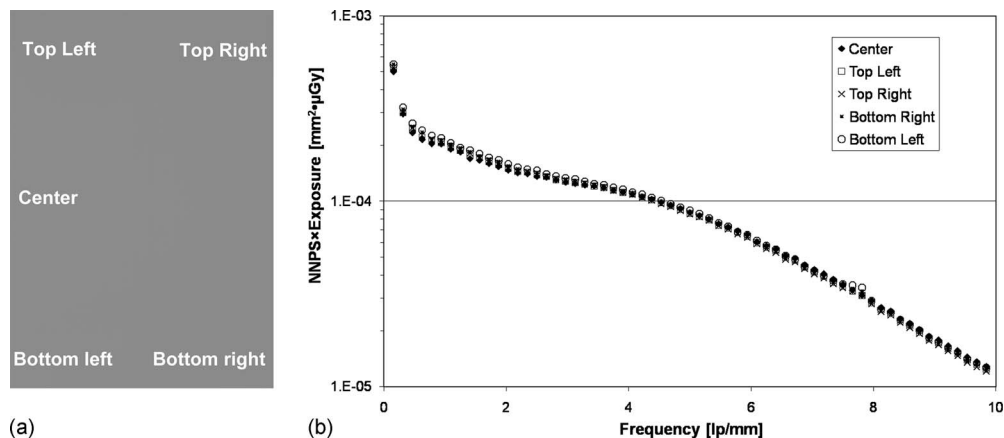 Top Left
Top Right
Center
Bottom left
Bottom right
(a)
NNPS×Exposure [mm²•µGy]
1.E-03
1.E-04
1.E-05
0
2
4
6
8
10
Frequency [lp/mm]
Center
Top Left
Top Right
Bottom Right
Bottom Left
(b)